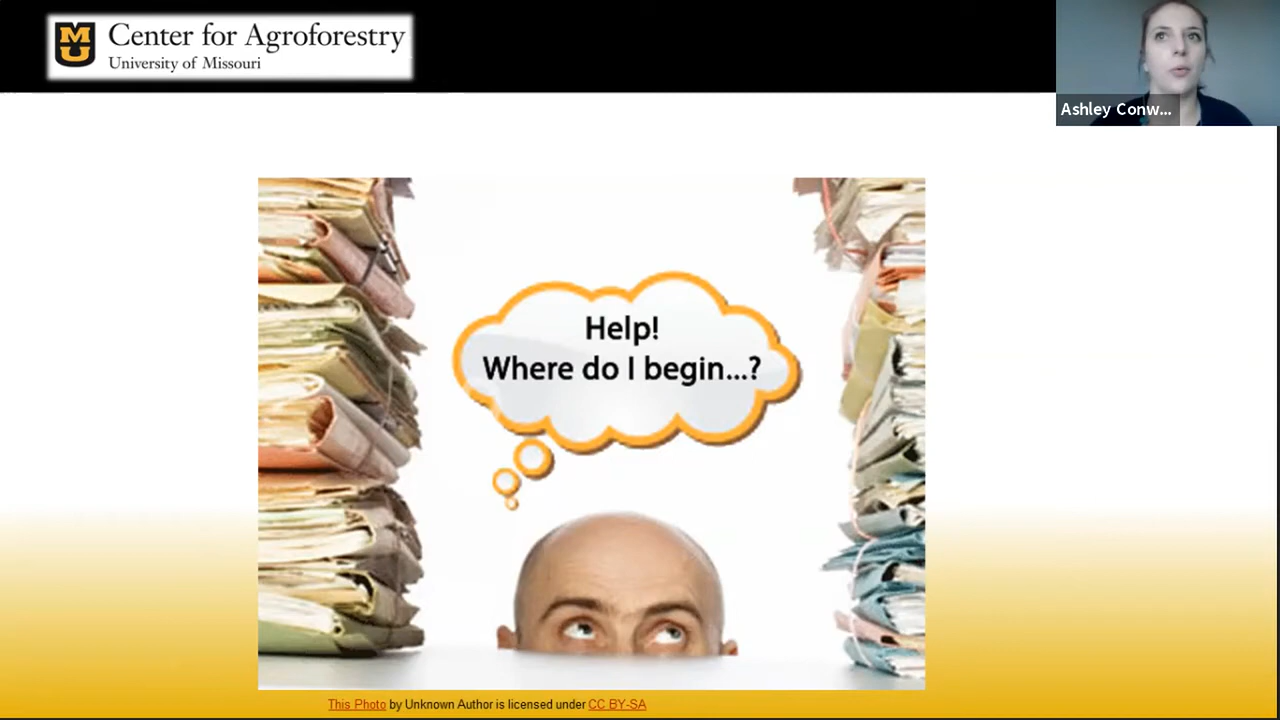 MU
Center for Agroforestry
University of Missouri
Ashley Conw...
Help!
Where do I begin...?
This Photo by Unknown Author is licensed under CC BY-SA